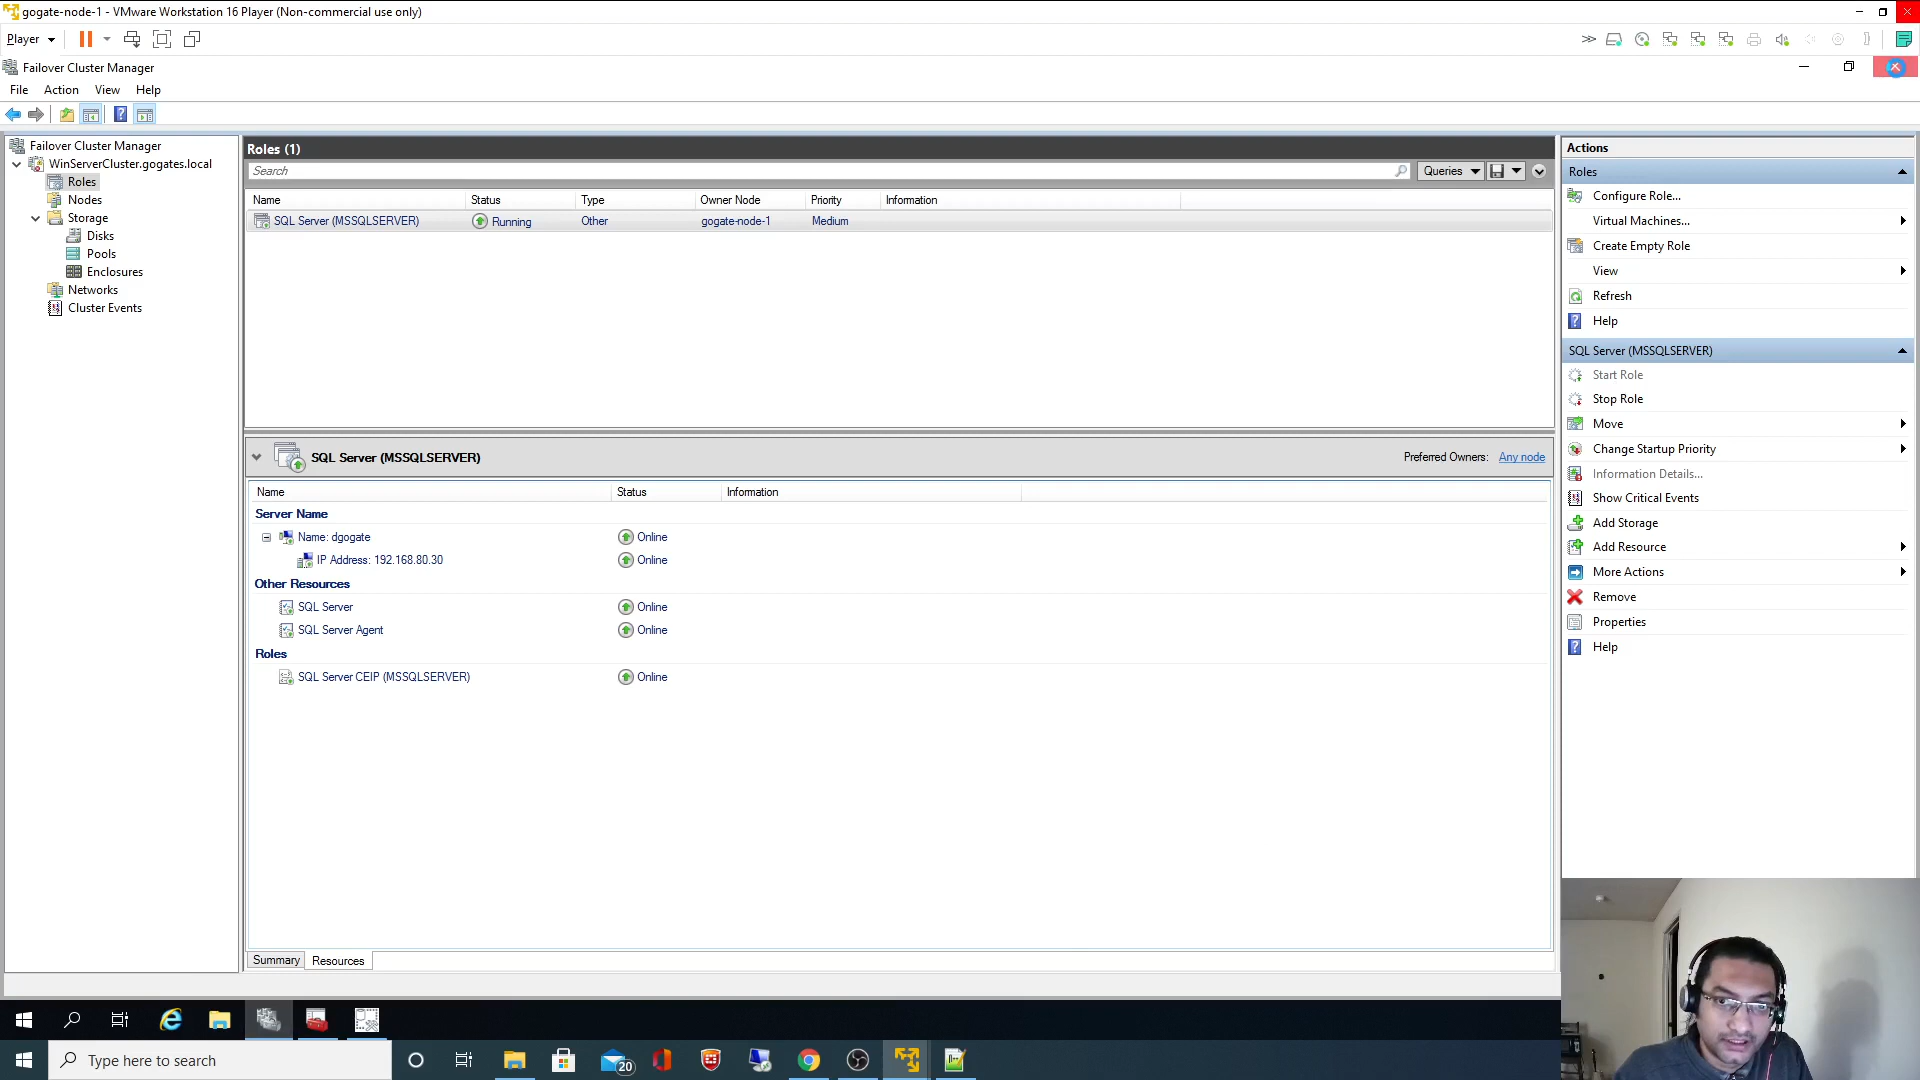 gogate-node-1 - VMware Workstation 16 Player (Non-commercial use only)
Player
Failover Cluster Manager
File Action View Help
Failover Cluster Manager
WinServerCluster.gogates.local
Roles
Nodes
Storage
Disks
Pools
Enclosures
Networks
Cluster Events
Roles (1)
Search
Queries
Name Status Type Owner Node Priority Information
SQL Server (MSSQLSERVER) Running Other gogate-node-1 Medium
SQL Server (MSSQLSERVER)
Preferred Owners: Any node
Name Status Information
Server Name
Name: dgogate Online
IP Address: 192.168.80.30 Online
Other Resources
SQL Server Online
SQL Server Agent Online
Roles
SQL Server CEIP (MSSQLSERVER) Online
Summary Resources
Actions
Roles
Configure Role...
Virtual Machines...
Create Empty Role
View
Refresh
Help
SQL Server (MSSQLSERVER)
Start Role
Stop Role
Move
Change Startup Priority
Information Details...
Show Critical Events
Add Storage
Add Resource
More Actions
Remove
Properties
Help
Type here to search
20